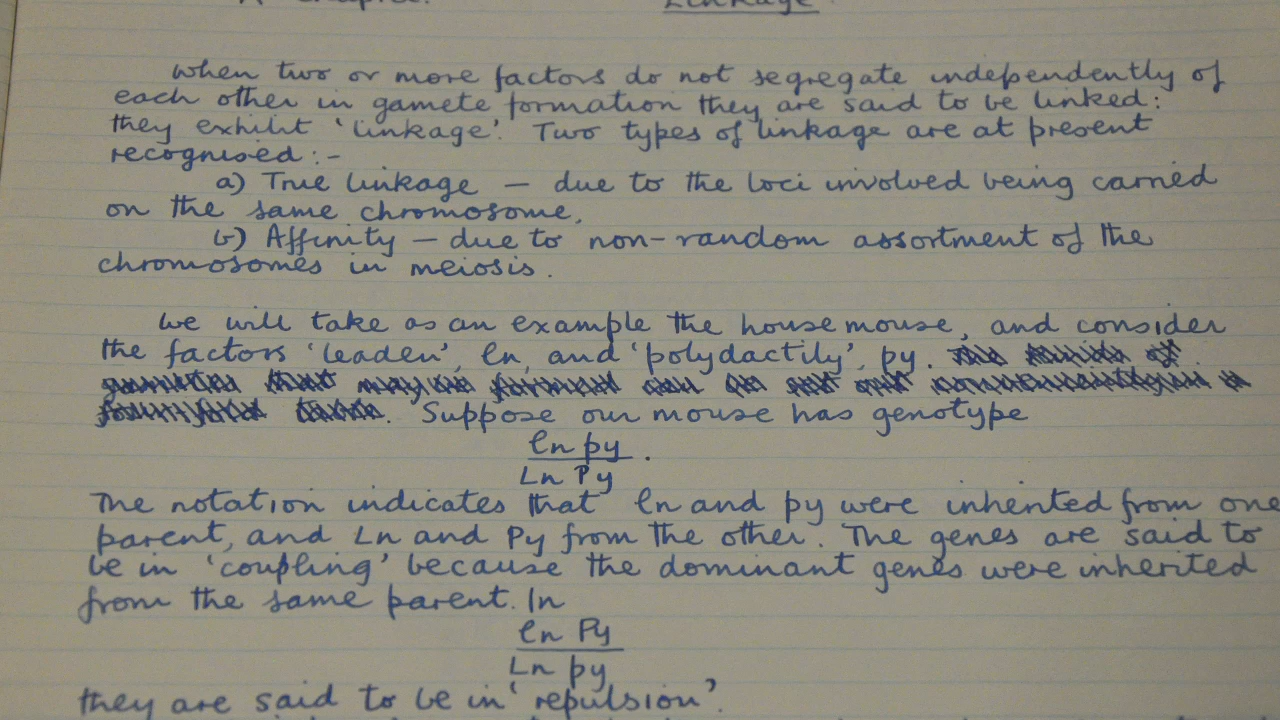 A chapter. Linkage
When two or more factors do not segregate independently of
each other in gamete formation they are said to be linked:
they exhibit 'linkage'. Two types of linkage are at present
recognised:-
a) True linkage — due to the loci involved being carried
on the same chromosome.
b) Affinity — due to non-random assortment of the
chromosomes in meiosis.
We will take as an example the house mouse, and consider
the factors 'leaden', ln, and 'polydactily', py.
Suppose our mouse has genotype
ln py
Ln Py
The notation indicates that ln and py were inherited from one
parent, and Ln and Py from the other. The genes are said to
be in 'coupling' because the dominant genes were inherited
from the same parent. In
ln Py
Ln py
they are said to be in 'repulsion'.